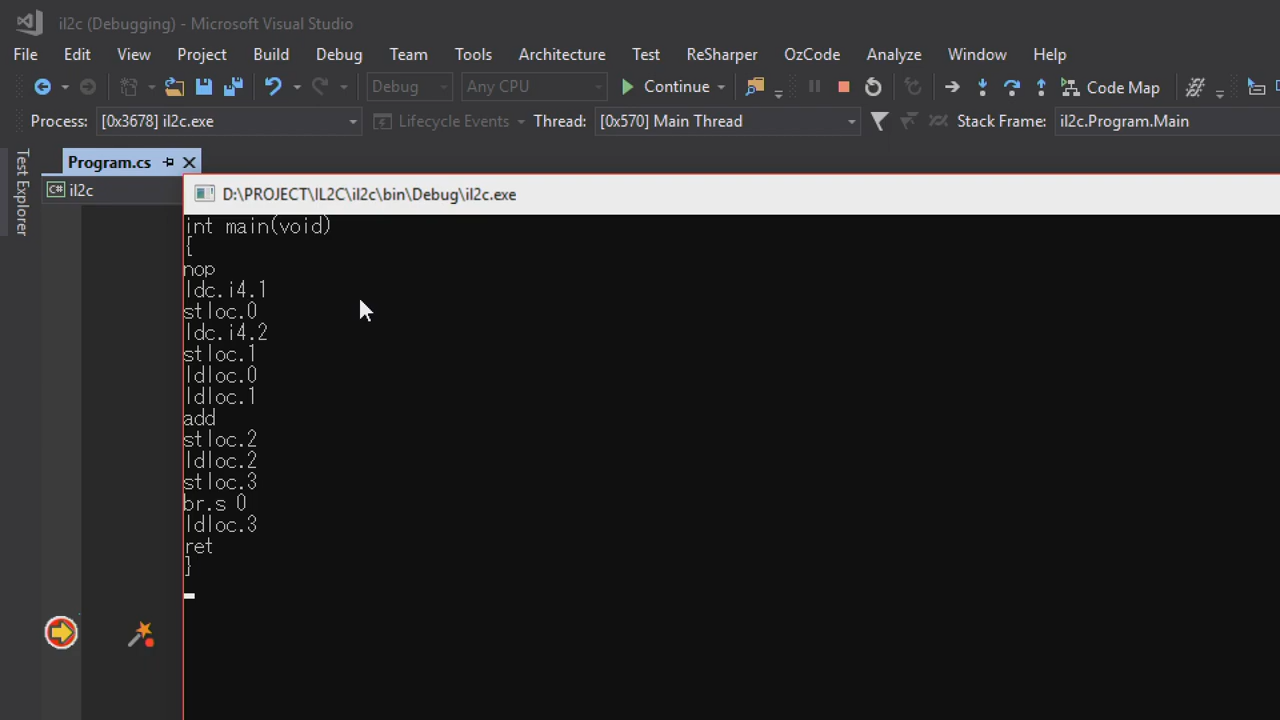 il2c (Debugging) - Microsoft Visual Studio
File Edit View Project Build Debug Team Tools Architecture Test ReSharper OzCode Analyze Window Help
Debug Any CPU Continue Code Map
Process: [0x3678] il2c.exe Lifecycle Events Thread: [0x570] Main Thread Stack Frame: il2c.Program.Main
Test Explorer
Program.cs
C# il2c
D:\PROJECT\IL2C\il2c\bin\Debug\il2c.exe
int main(void)
{
nop
ldc.i4.1
stloc.0
ldc.i4.2
stloc.1
ldloc.0
ldloc.1
add
stloc.2
ldloc.2
stloc.3
br.s 0
ldloc.3
ret
}